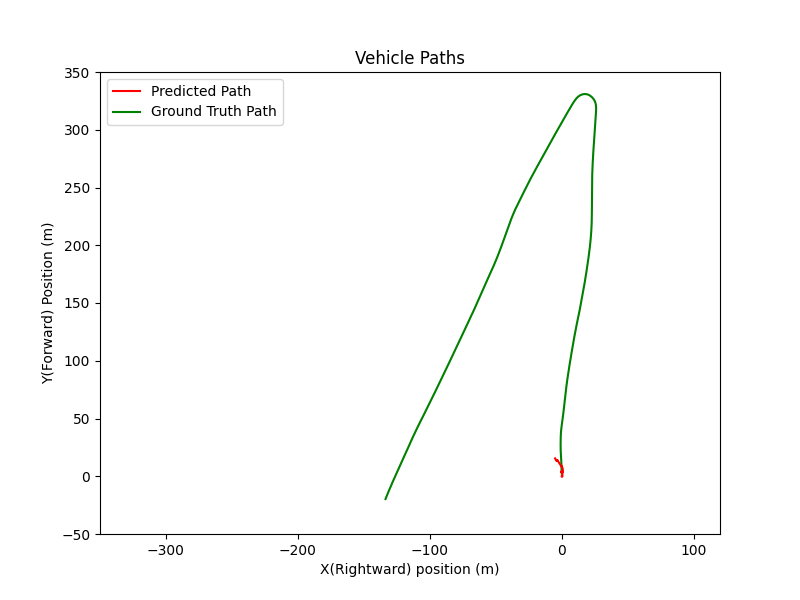 Vehicle Paths
Predicted Path
Ground Truth Path
350
300
250
200
150
100
50
0
−50
Y(Forward) Position (m)
−300
−200
−100
0
100
X(Rightward) position (m)